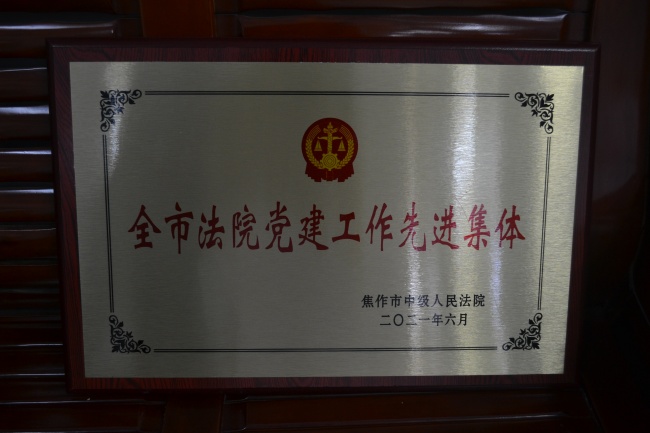 全市法院党建工作先进集体
焦作市中级人民法院
二〇二一年六月